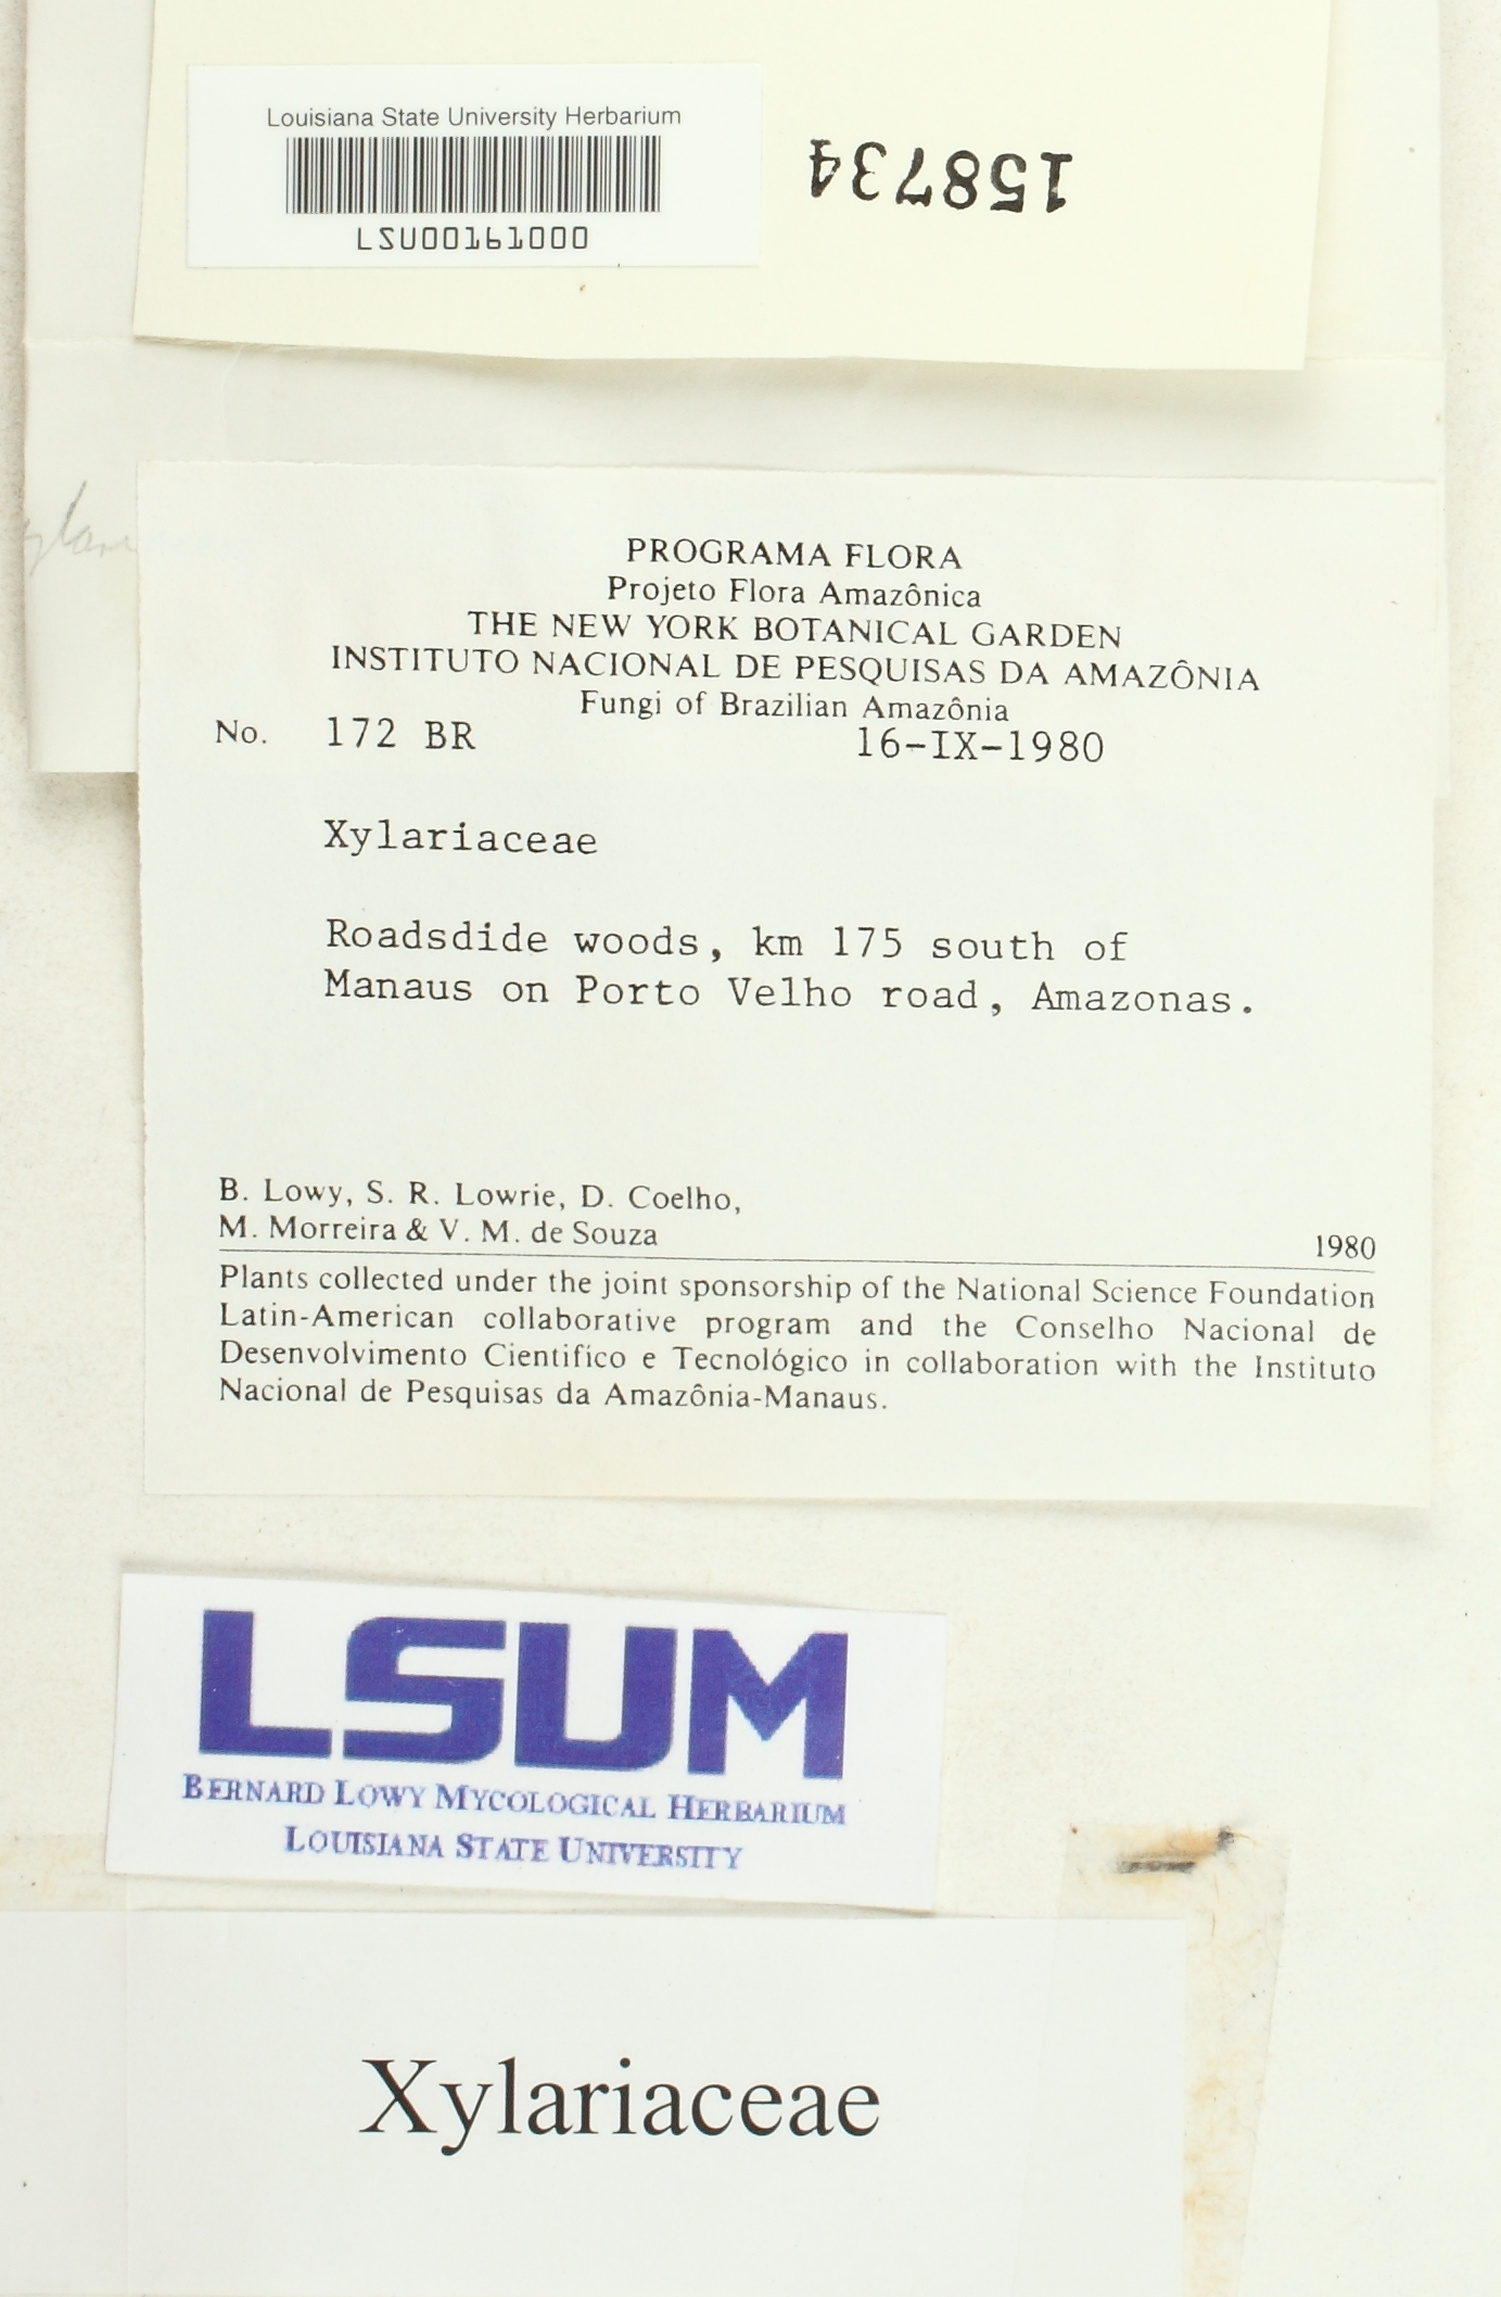 Louisiana State University Herbarium
LSU00161000
158734
PROGRAMA FLORA
Projeto Flora Amazônica
THE NEW YORK BOTANICAL GARDEN
INSTITUTO NACIONAL DE PESQUISAS DA AMAZÔNIA
Fungi of Brazilian Amazônia
No. 172 BR 16-IX-1980
Xylariaceae
Roadsdide woods, km 175 south of
Manaus on Porto Velho road, Amazonas.
B. Lowy, S. R. Lowrie, D. Coelho,
M. Morreira & V. M. de Souza 1980
Plants collected under the joint sponsorship of the National Science Foundation
Latin-American collaborative program and the Conselho Nacional de
Desenvolvimento Cientifico e Tecnológico in collaboration with the Instituto
Nacional de Pesquisas da Amazônia-Manaus.
LSUM
BERNARD LOWY MYCOLOGICAL HERBARIUM
LOUISIANA STATE UNIVERSITY
Xylariaceae